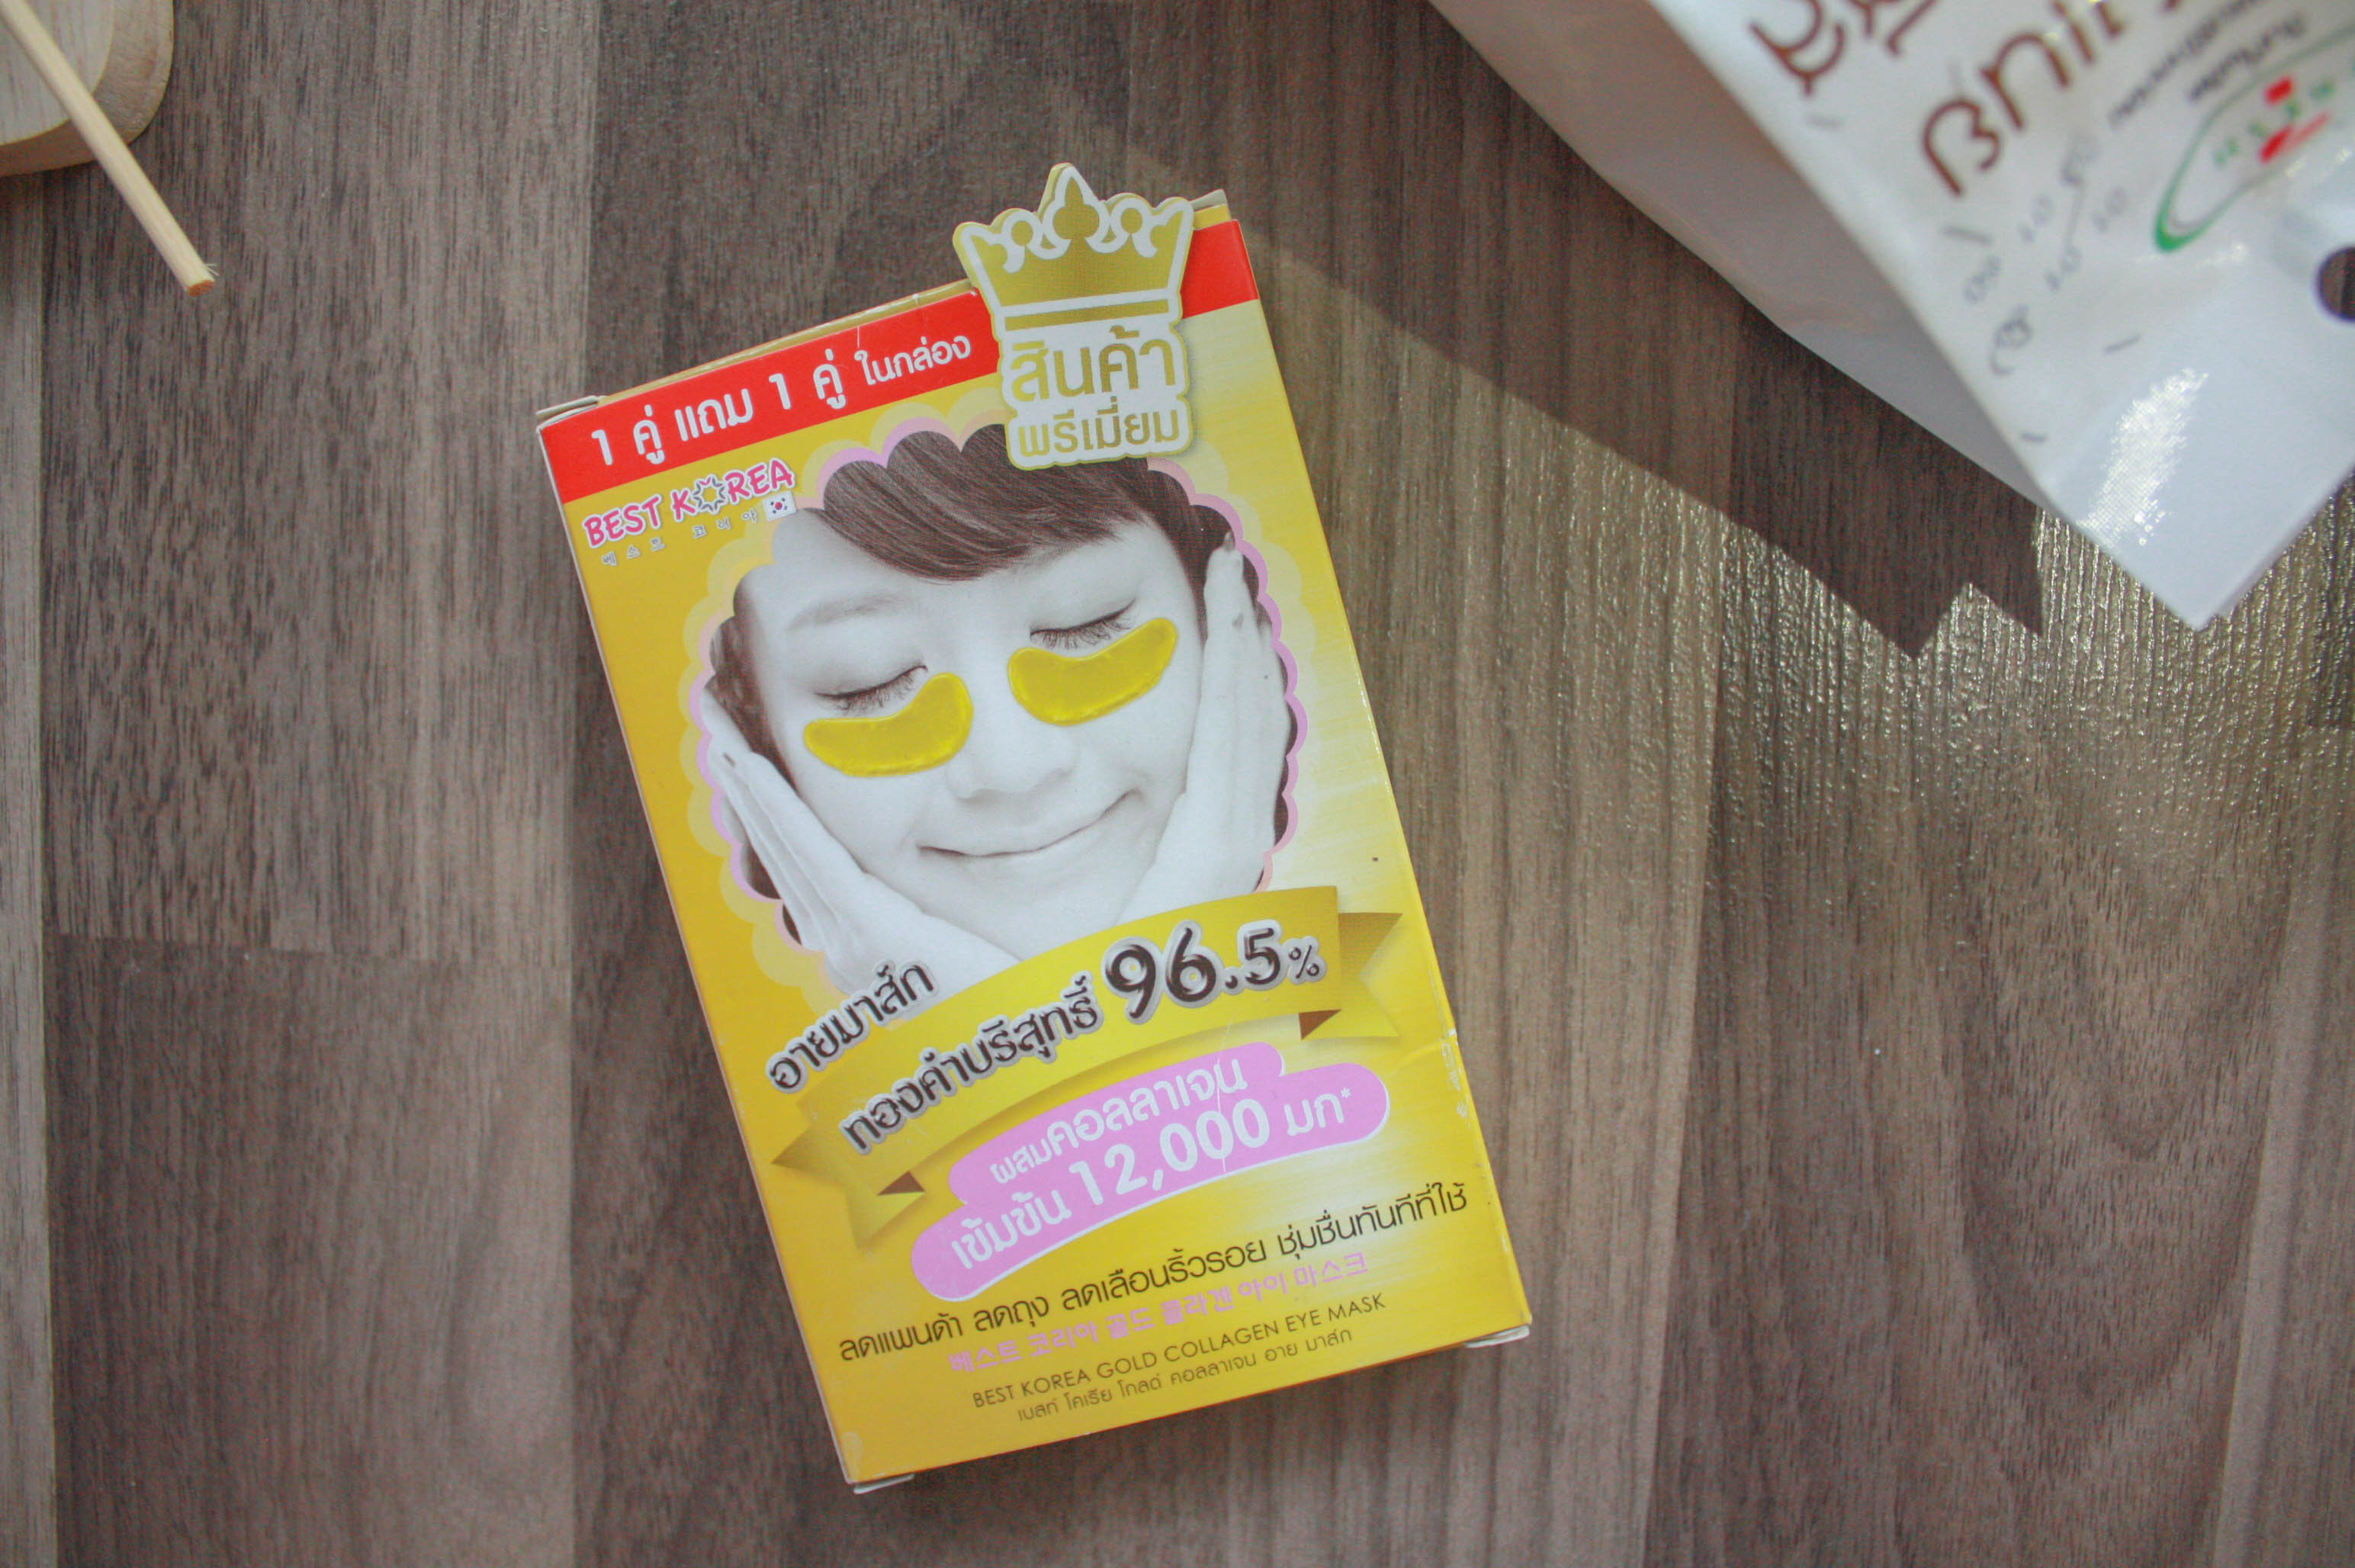 1 คู่ แถม 1 คู่ ในกล่อง
สินค้า
พรีเมี่ยม
BEST KOREA
베스트 코리아
อายมาส์ก
ทองคำบริสุทธิ์ 96.5%
ผสมคอลลาเจน
เข้มข้น 12,000 มก*
ลดแพนด้า ลดถุง ลดเลือนริ้วรอย ชุ่มชื่นทันทีที่ใช้
베스트 코리아 골드 콜라겐 아이 마스크
BEST KOREA GOLD COLLAGEN EYE MASK
เบสท์ โคเรีย โกลด์ คอลลาเจน อาย มาส์ก